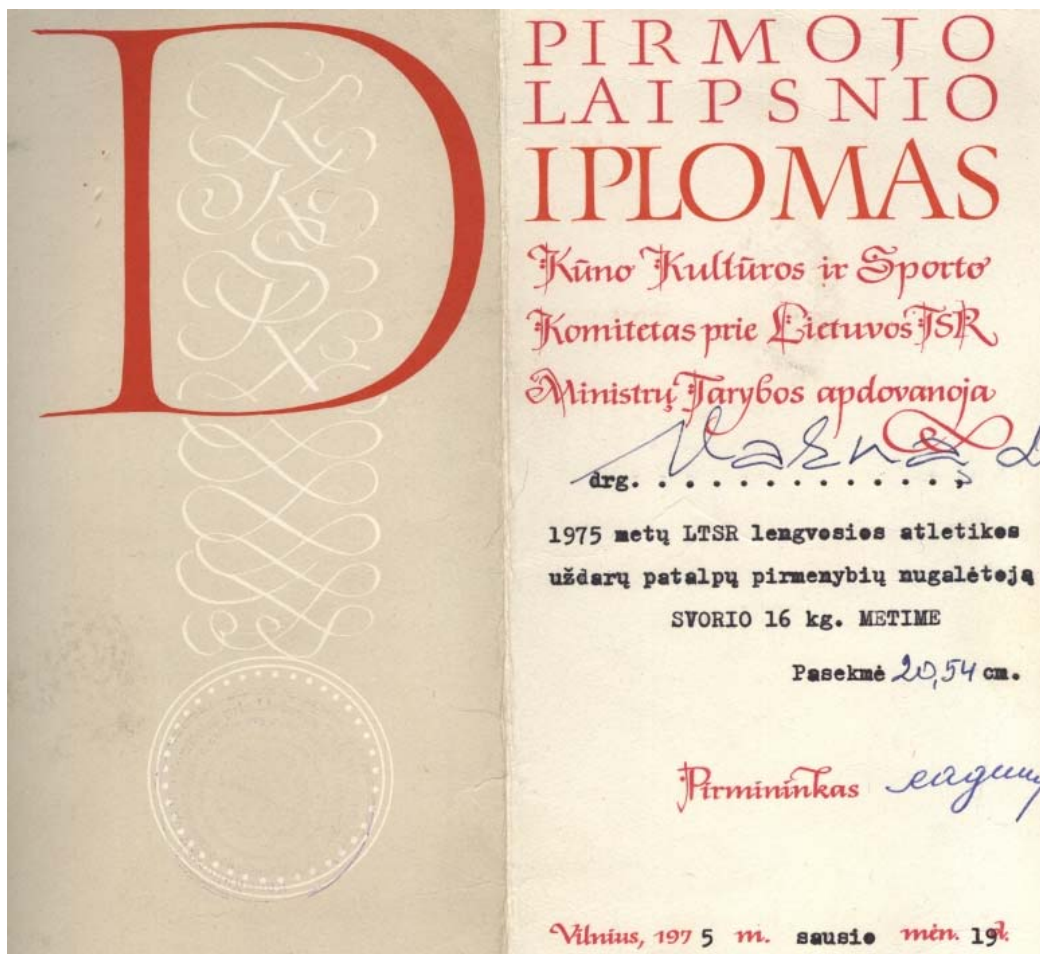 PIRMOJO
LAIPSNIO
DIPLOMAS
Kūno Kultūros ir Sporto
Komitetas prie Lietuvos TSR
Ministrų Tarybos apdovanoja
drg. . . . . . . . . . . . . . ,
1975 metų LTSR lengvosios atletikos
uždarų patalpų pirmenybių nugalėtoją
SVORIO 16 kg. METIME
Pasekmė 20,54 cm.
Pirmininkas
Vilnius, 1975 m. sausio mėn. 19 d.